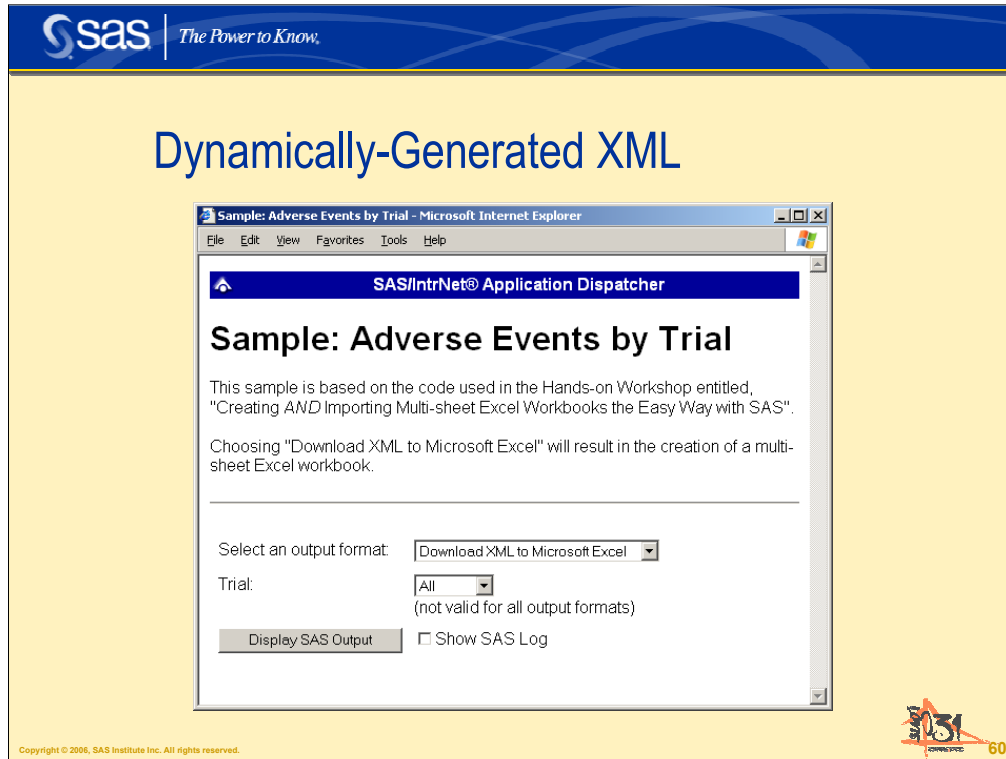 sas
The Power to Know.
Dynamically-Generated XML
Sample: Adverse Events by Trial - Microsoft Internet Explorer
File Edit View Favorites Tools Help
SAS/IntrNet® Application Dispatcher
Sample: Adverse Events by Trial
This sample is based on the code used in the Hands-on Workshop entitled,
"Creating AND Importing Multi-sheet Excel Workbooks the Easy Way with SAS".
Choosing "Download XML to Microsoft Excel" will result in the creation of a multi-
sheet Excel workbook.
Select an output format: Download XML to Microsoft Excel
Trial: All
(not valid for all output formats)
Display SAS Output Show SAS Log
31
Copyright © 2006, SAS Institute Inc. All rights reserved.
60